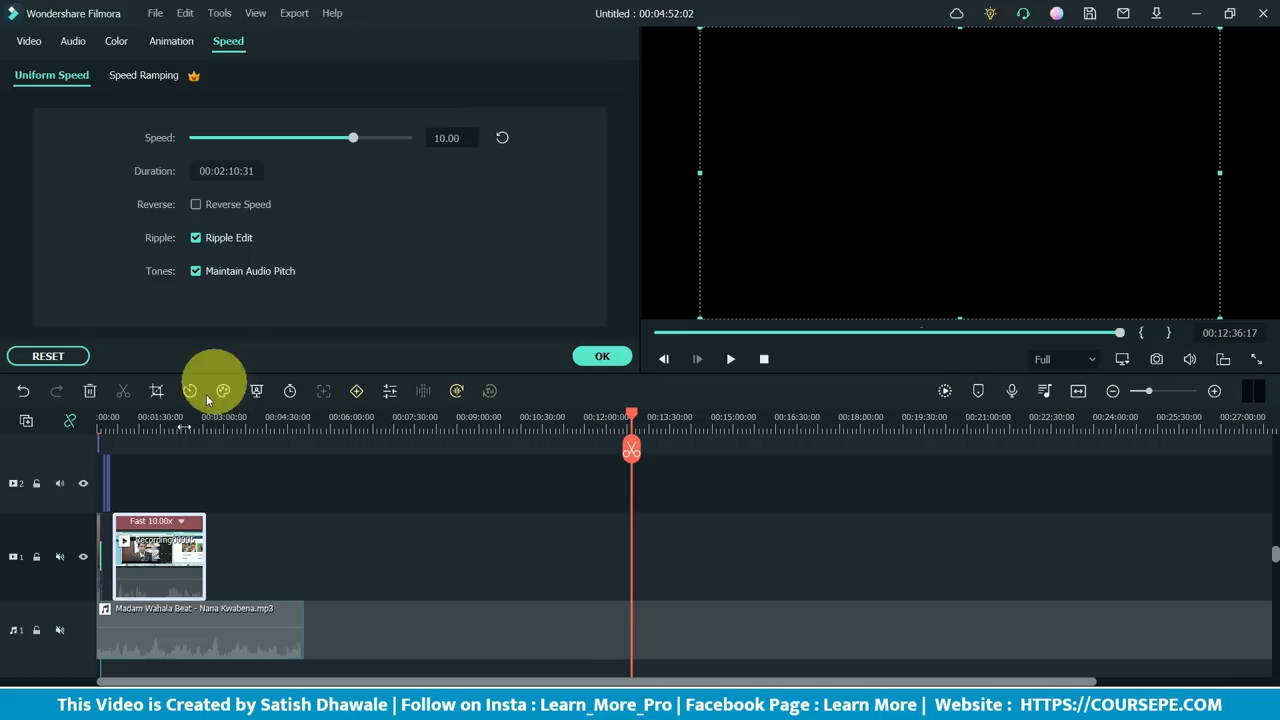 Wondershare Filmora File Edit Tools View Export Help Untitled : 00:04:52:02
Video Audio Color Animation Speed
Uniform Speed Speed Ramping
Speed: 10.00
Duration: 00:02:10:31
Reverse: Reverse Speed
Ripple: Ripple Edit
Tones: Maintain Audio Pitch
00:12:36:17
RESET OK
Full
:00:00 00:01:30:00 00:03:00:00 00:04:30:00 00:06:00:00 00:07:30:00 00:09:00:00 00:10:30:00 00:12:00:00 00:13:30:00 00:15:00:00 00:16:30:00 00:18:00:00 00:19:30:00 00:21:00:00 00:22:30:00 00:24:00:00 00:25:30:00 00:27:00:00
2
Fast 10.00x
1
Madam Wahala Beat - Nana Kwabena.mp3
1
This Video is Created by Satish Dhawale | Follow on Insta : Learn_More_Pro | Facebook Page : Learn More | Website : HTTPS://COURSEPE.COM